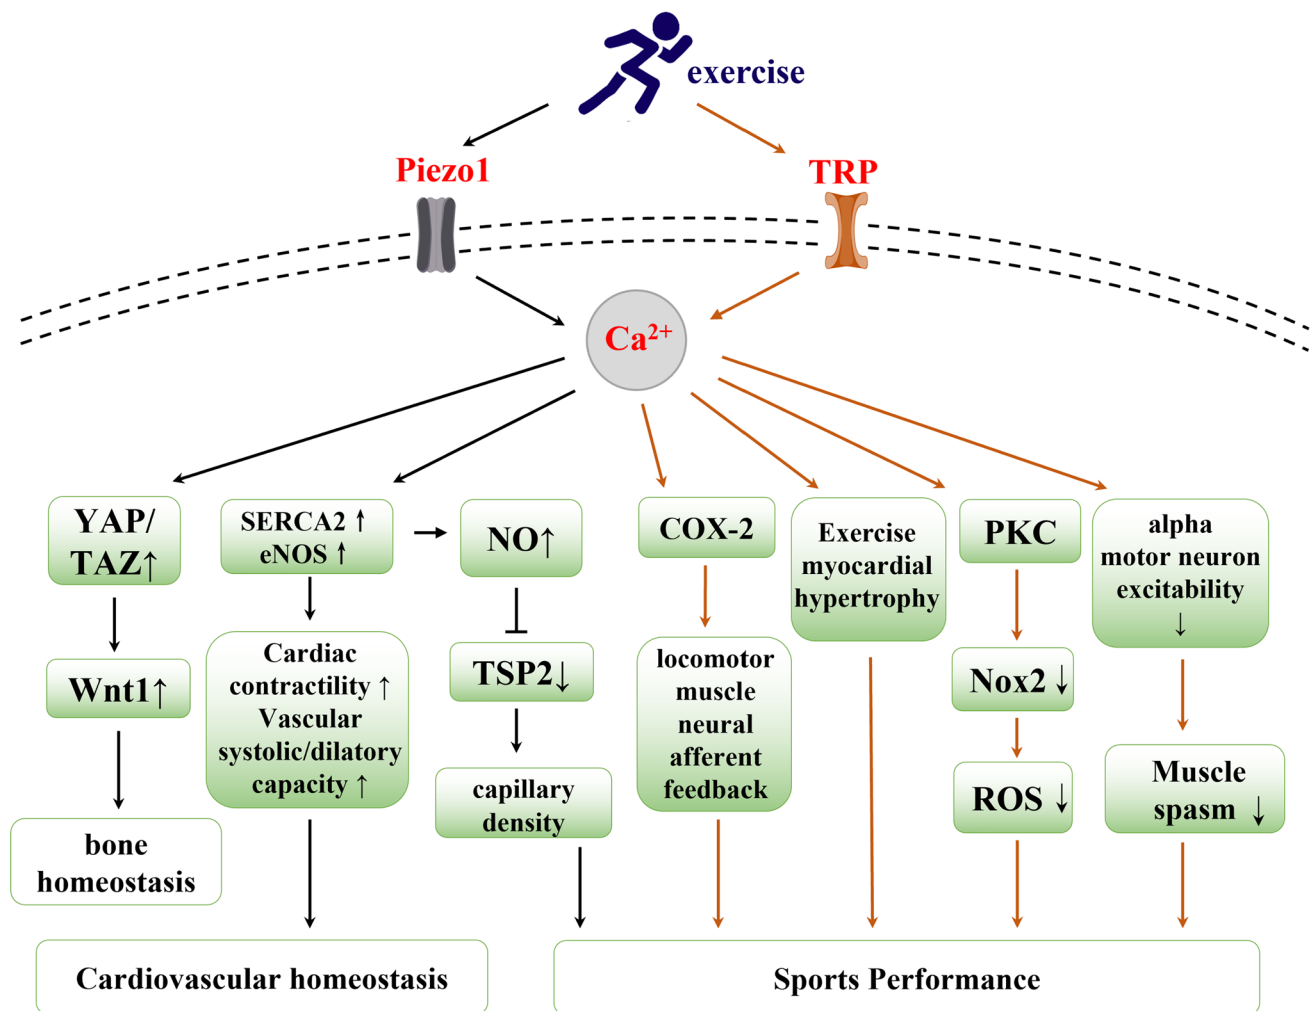 exercise
Piezo1
TRP
Ca²⁺
YAP/
TAZ↑
SERCA2 ↑
eNOS ↑
NO↑
COX-2
Exercise
myocardial
hypertrophy
PKC
alpha
motor neuron
excitability
↓
Wnt1↑
Cardiac
contractility ↑
Vascular
systolic/dilatory
capacity ↑
TSP2↓
locomotor
muscle
neural
afferent
feedback
Nox2 ↓
Muscle
spasm ↓
capillary
density
ROS ↓
bone
homeostasis
Cardiovascular homeostasis
Sports Performance